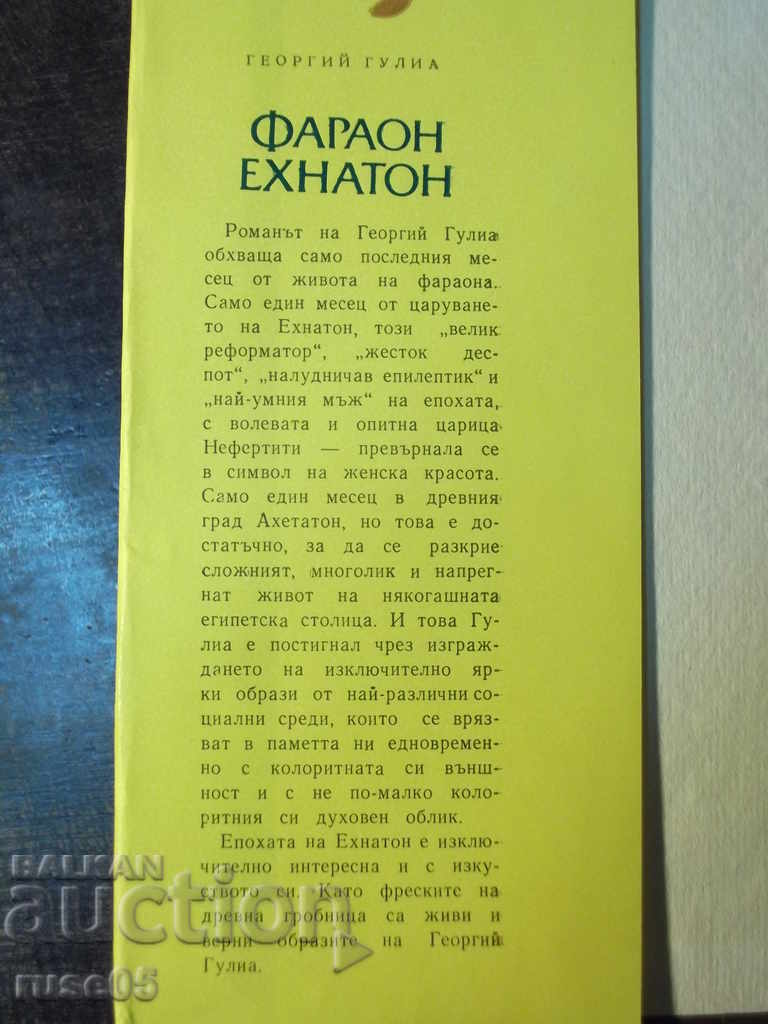 ГЕОРГИЙ ГУЛИА
ФАРАОН
ЕХНАТОН
Романът на Георгий Гулиа
обхваща само последния ме-
сец от живота на фараона.
Само един месец от царуване-
то на Ехнатон, този „велик
реформатор“, „жесток дес-
пот“, „налудничав епилептик“ и
„най-умния мъж“ на епохата,
с волевата и опитна царица
Нефертити — превърнала се
в символ на женска красота.
Само един месец в древния
град Ахетатон, но това е до-
статъчно, за да се разкрие
сложният, многолик и напрег-
нат живот на някогашната
египетска столица. И това Гу-
лиа е постигнал чрез изграж-
дането на изключително яр-
ки образи от най-различни со-
циални среди, които се вряз-
ват в паметта ни едновремен-
но с колоритната си външ-
ност и с не по-малко коло-
ритния си духовен облик.
Епохата на Ехнатон е изклю-
чително интересна и с изку-
ството си. Като фреските на
древна гробница са живи и
верни образите на Георгий
Гулиа.
BALKAN
auction
ruse05